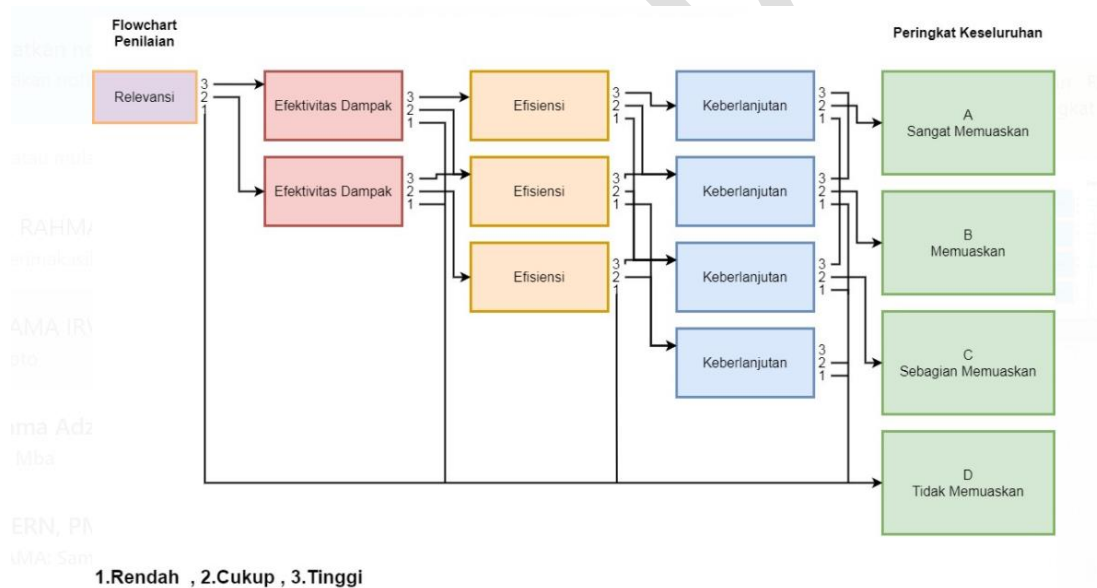 Flowchart
Penilaian
Peringkat Keseluruhan
Relevansi
3
2
1
Efektivitas Dampak
3
2
1
Efisiensi
3
2
1
Keberlanjutan
3
2
1
A
Sangat Memuaskan
Efektivitas Dampak
3
2
1
Efisiensi
3
2
1
Keberlanjutan
3
2
1
B
Memuaskan
Efisiensi
3
2
1
Keberlanjutan
3
2
1
C
Sebagian Memuaskan
Keberlanjutan
3
2
1
D
Tidak Memuaskan
1.Rendah , 2.Cukup , 3.Tinggi